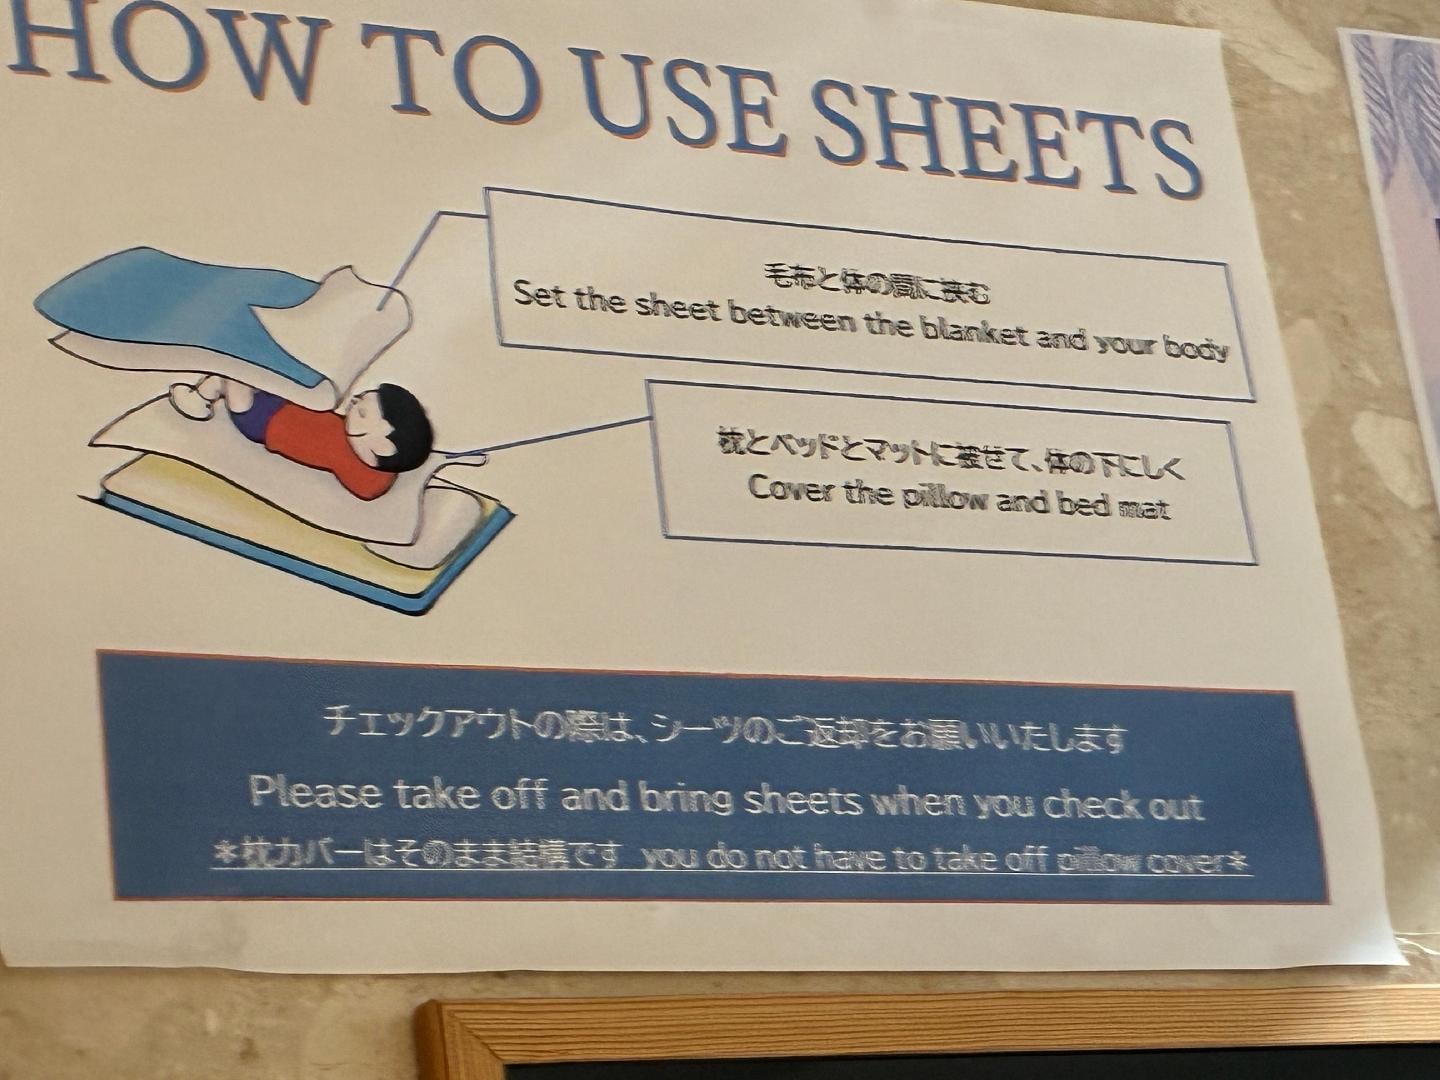 HOW TO USE SHEETS
毛布と体の間に挟む
Set the sheet between the blanket and your body
枕とベッドとマットに被せて、体の下にしく
Cover the pillow and bed mat
チェックアウトの際は、シーツのご返却をお願いいたします
Please take off and bring sheets when you check out
*枕カバーはそのまま結構です you do not have to take off pillow cover*